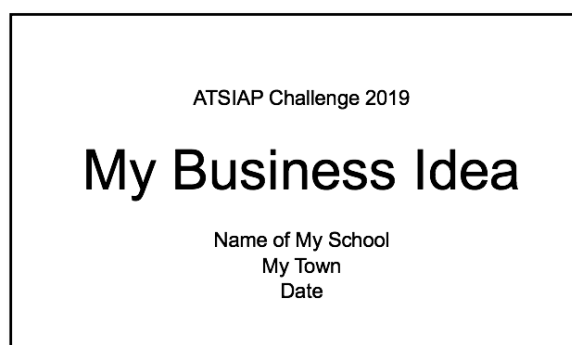 ATSIAP Challenge 2019
My Business Idea
Name of My School
My Town
Date